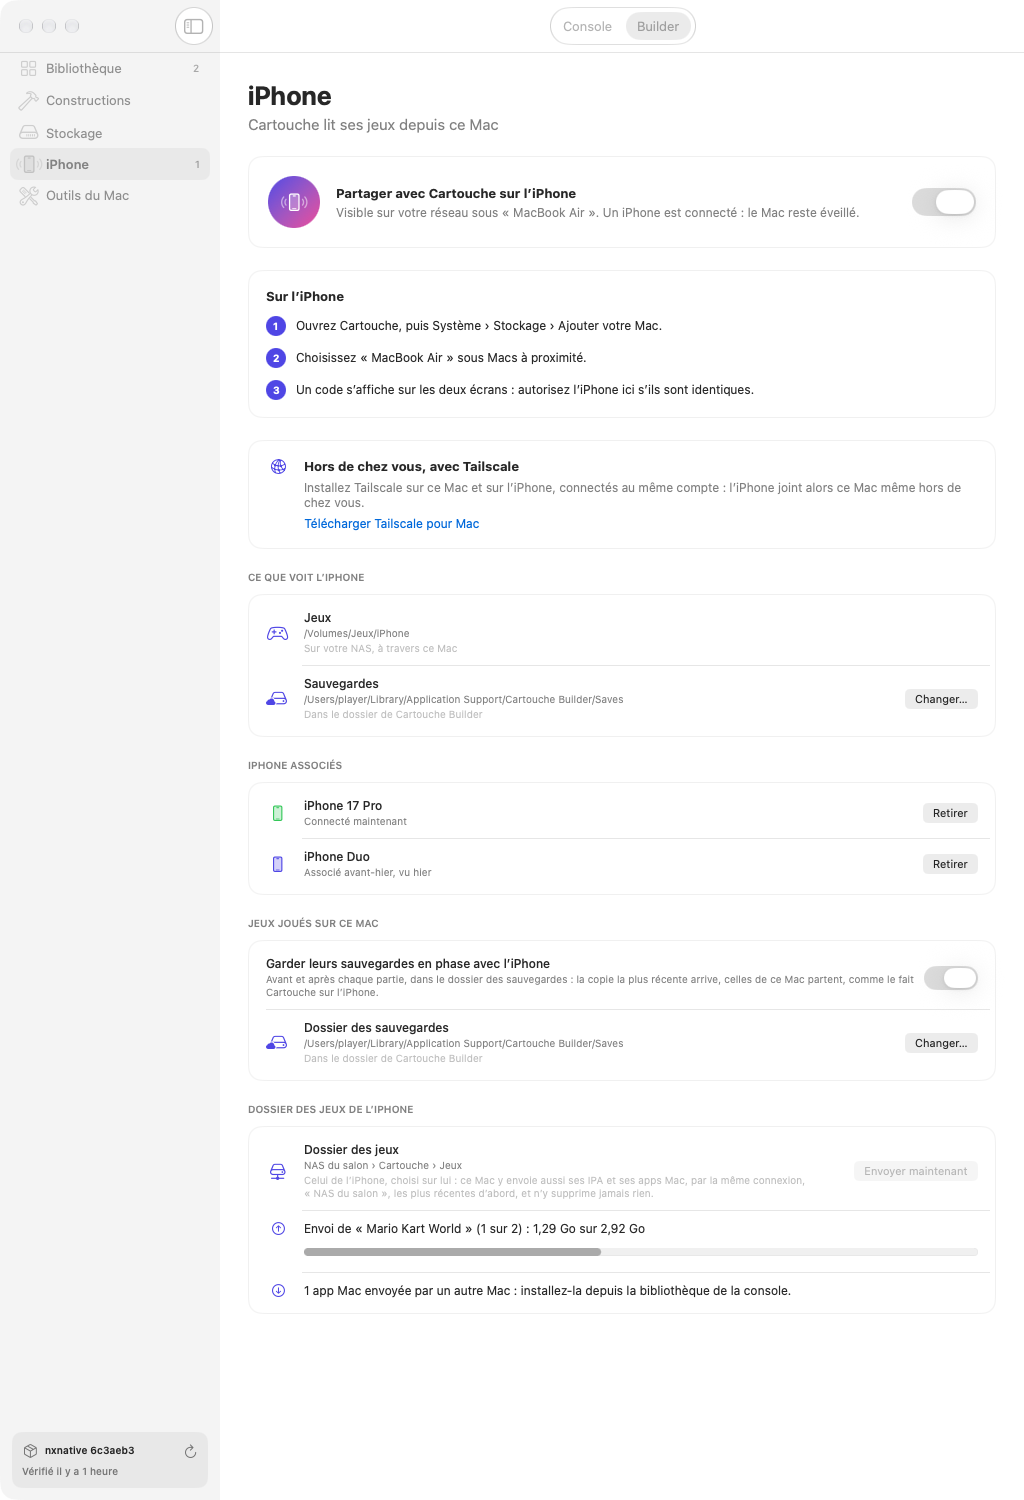 Console
Builder
Bibliothèque
2
Constructions
Stockage
iPhone
1
Outils du Mac
iPhone
Cartouche lit ses jeux depuis ce Mac
Partager avec Cartouche sur l’iPhone
Visible sur votre réseau sous « MacBook Air ». Un iPhone est connecté : le Mac reste éveillé.
Sur l’iPhone
1 Ouvrez Cartouche, puis Système › Stockage › Ajouter votre Mac.
2 Choisissez « MacBook Air » sous Macs à proximité.
3 Un code s’affiche sur les deux écrans : autorisez l’iPhone ici s’ils sont identiques.
Hors de chez vous, avec Tailscale
Installez Tailscale sur ce Mac et sur l’iPhone, connectés au même compte : l’iPhone joint alors ce Mac même hors de
chez vous.
Télécharger Tailscale pour Mac
CE QUE VOIT L’IPHONE
Jeux
/Volumes/Jeux/iPhone
Sur votre NAS, à travers ce Mac
Sauvegardes
/Users/player/Library/Application Support/Cartouche Builder/Saves
Dans le dossier de Cartouche Builder
Changer...
IPHONE ASSOCIÉS
iPhone 17 Pro
Connecté maintenant
Retirer
iPhone Duo
Associé avant-hier, vu hier
Retirer
JEUX JOUÉS SUR CE MAC
Garder leurs sauvegardes en phase avec l’iPhone
Avant et après chaque partie, dans le dossier des sauvegardes : la copie la plus récente arrive, celles de ce Mac partent, comme le fait
Cartouche sur l’iPhone.
Dossier des sauvegardes
/Users/player/Library/Application Support/Cartouche Builder/Saves
Dans le dossier de Cartouche Builder
Changer...
DOSSIER DES JEUX DE L’IPHONE
Dossier des jeux
NAS du salon › Cartouche › Jeux
Celui de l’iPhone, choisi sur lui : ce Mac y envoie aussi ses IPA et ses apps Mac, par la même connexion,
« NAS du salon », les plus récentes d’abord, et n’y supprime jamais rien.
Envoyer maintenant
Envoi de « Mario Kart World » (1 sur 2) : 1,29 Go sur 2,92 Go
1 app Mac envoyée par un autre Mac : installez-la depuis la bibliothèque de la console.
nxnative 6c3aeb3
Vérifié il y a 1 heure